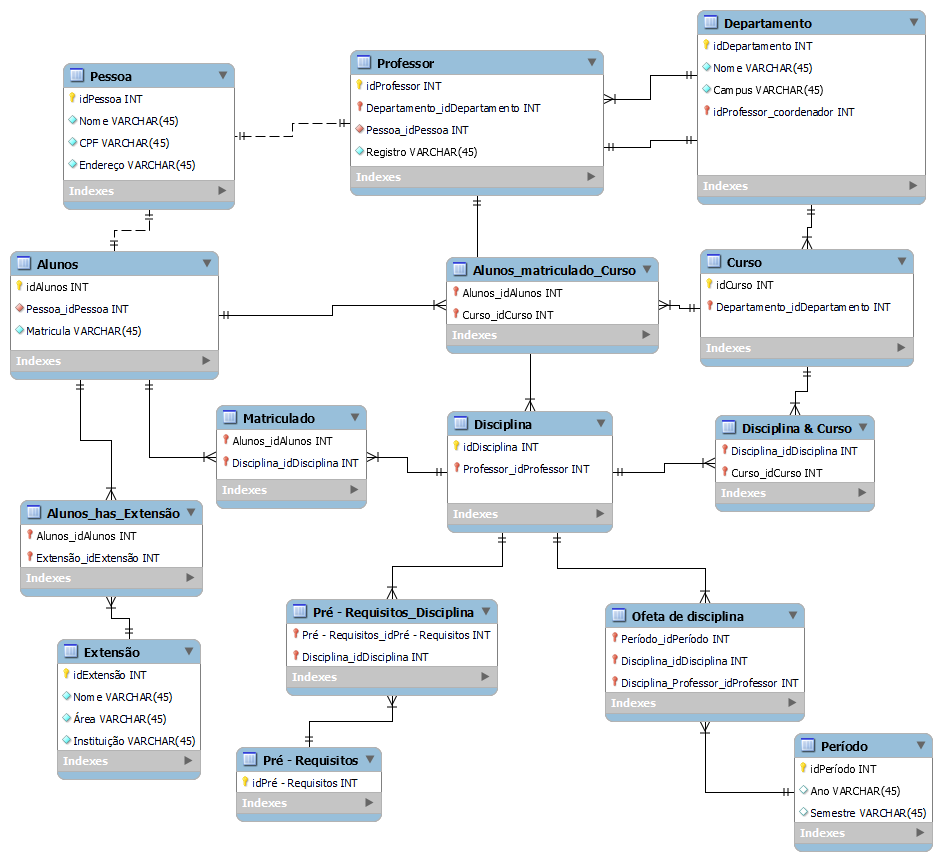 Departamento
idDepartamento INT
Nome VARCHAR(45)
Campus VARCHAR(45)
idProfessor_coordenador INT
Indexes
Professor
idProfessor INT
Departamento_idDepartamento INT
Pessoa_idPessoa INT
Registro VARCHAR(45)
Indexes
Pessoa
idPessoa INT
Nome VARCHAR(45)
CPF VARCHAR(45)
Endereço VARCHAR(45)
Indexes
Alunos
idAlunos INT
Pessoa_idPessoa INT
Matricula VARCHAR(45)
Indexes
Alunos_matriculado_Curso
Alunos_idAlunos INT
Curso_idCurso INT
Indexes
Curso
idCurso INT
Departamento_idDepartamento INT
Indexes
Matriculado
Alunos_idAlunos INT
Disciplina_idDisciplina INT
Indexes
Disciplina
idDisciplina INT
Professor_idProfessor INT
Indexes
Disciplina & Curso
Disciplina_idDisciplina INT
Curso_idCurso INT
Indexes
Alunos_has_Extensão
Alunos_idAlunos INT
Extensão_idExtensão INT
Indexes
Extensão
idExtensão INT
Nome VARCHAR(45)
Área VARCHAR(45)
Instituição VARCHAR(45)
Indexes
Pré - Requisitos_Disciplina
Pré - Requisitos_idPré - Requisitos INT
Disciplina_idDisciplina INT
Indexes
Ofeta de disciplina
Período_idPeríodo INT
Disciplina_idDisciplina INT
Disciplina_Professor_idProfessor INT
Indexes
Pré - Requisitos
idPré - Requisitos INT
Indexes
Período
idPeríodo INT
Ano VARCHAR(45)
Semestre VARCHAR(45)
Indexes